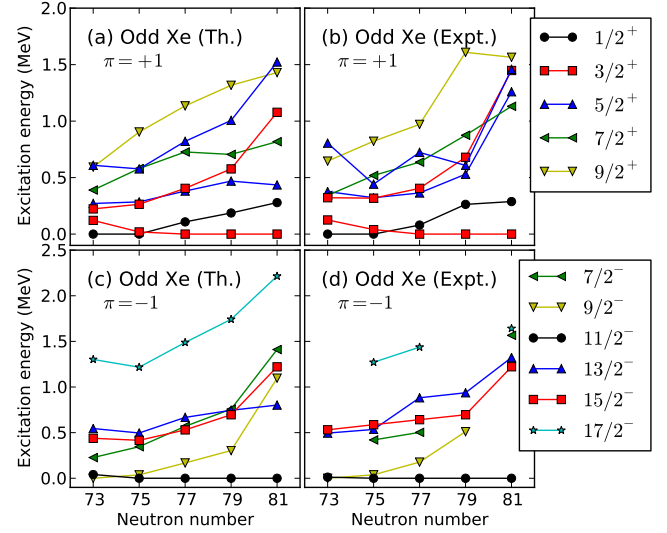 (a) Odd Xe (Th.)
π=+1
(b) Odd Xe (Expt.)
π=+1
2.0
1.5
1.0
0.5
0.0
Excitation energy (MeV)
1/2⁺
3/2⁺
5/2⁺
7/2⁺
9/2⁺
(c) Odd Xe (Th.)
π=−1
(d) Odd Xe (Expt.)
π=−1
2.5
2.0
1.5
1.0
0.5
0.0
Excitation energy (MeV)
7/2⁻
9/2⁻
11/2⁻
13/2⁻
15/2⁻
17/2⁻
73 75 77 79 81
73 75 77 79 81
Neutron number
Neutron number